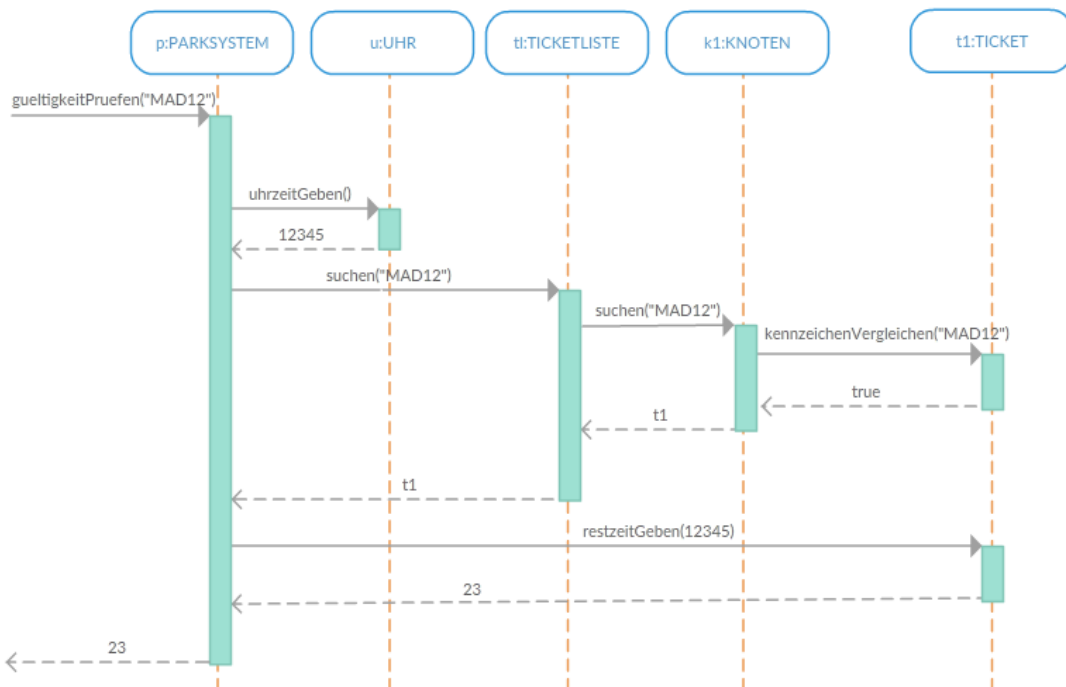 p:PARKSYSTEM
u:UHR
tl:TICKETLISTE
k1:KNOTEN
t1:TICKET
gueltigkeitPruefen("MAD12")
uhrzeitGeben()
12345
suchen("MAD12")
suchen("MAD12")
kennzeichenVergleichen("MAD12")
true
t1
t1
restzeitGeben(12345)
23
23